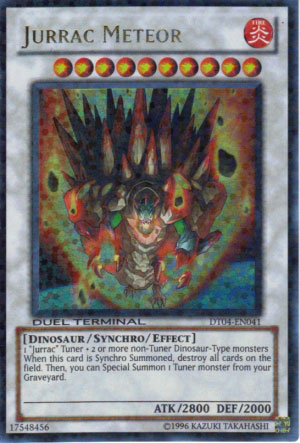 JURRAC METEOR
FIRE
炎
DUEL TERMINAL DT04-EN041
[DINOSAUR/SYNCHRO/EFFECT]
1 "Jurrac" Tuner + 2 or more non-Tuner Dinosaur-Type monsters
When this card is Synchro Summoned, destroy all cards on the
field. Then, you can Special Summon 1 Tuner monster from your
Graveyard.
ATK/2800 DEF/2000
17548456 ©1996 KAZUKI TAKAHASHI